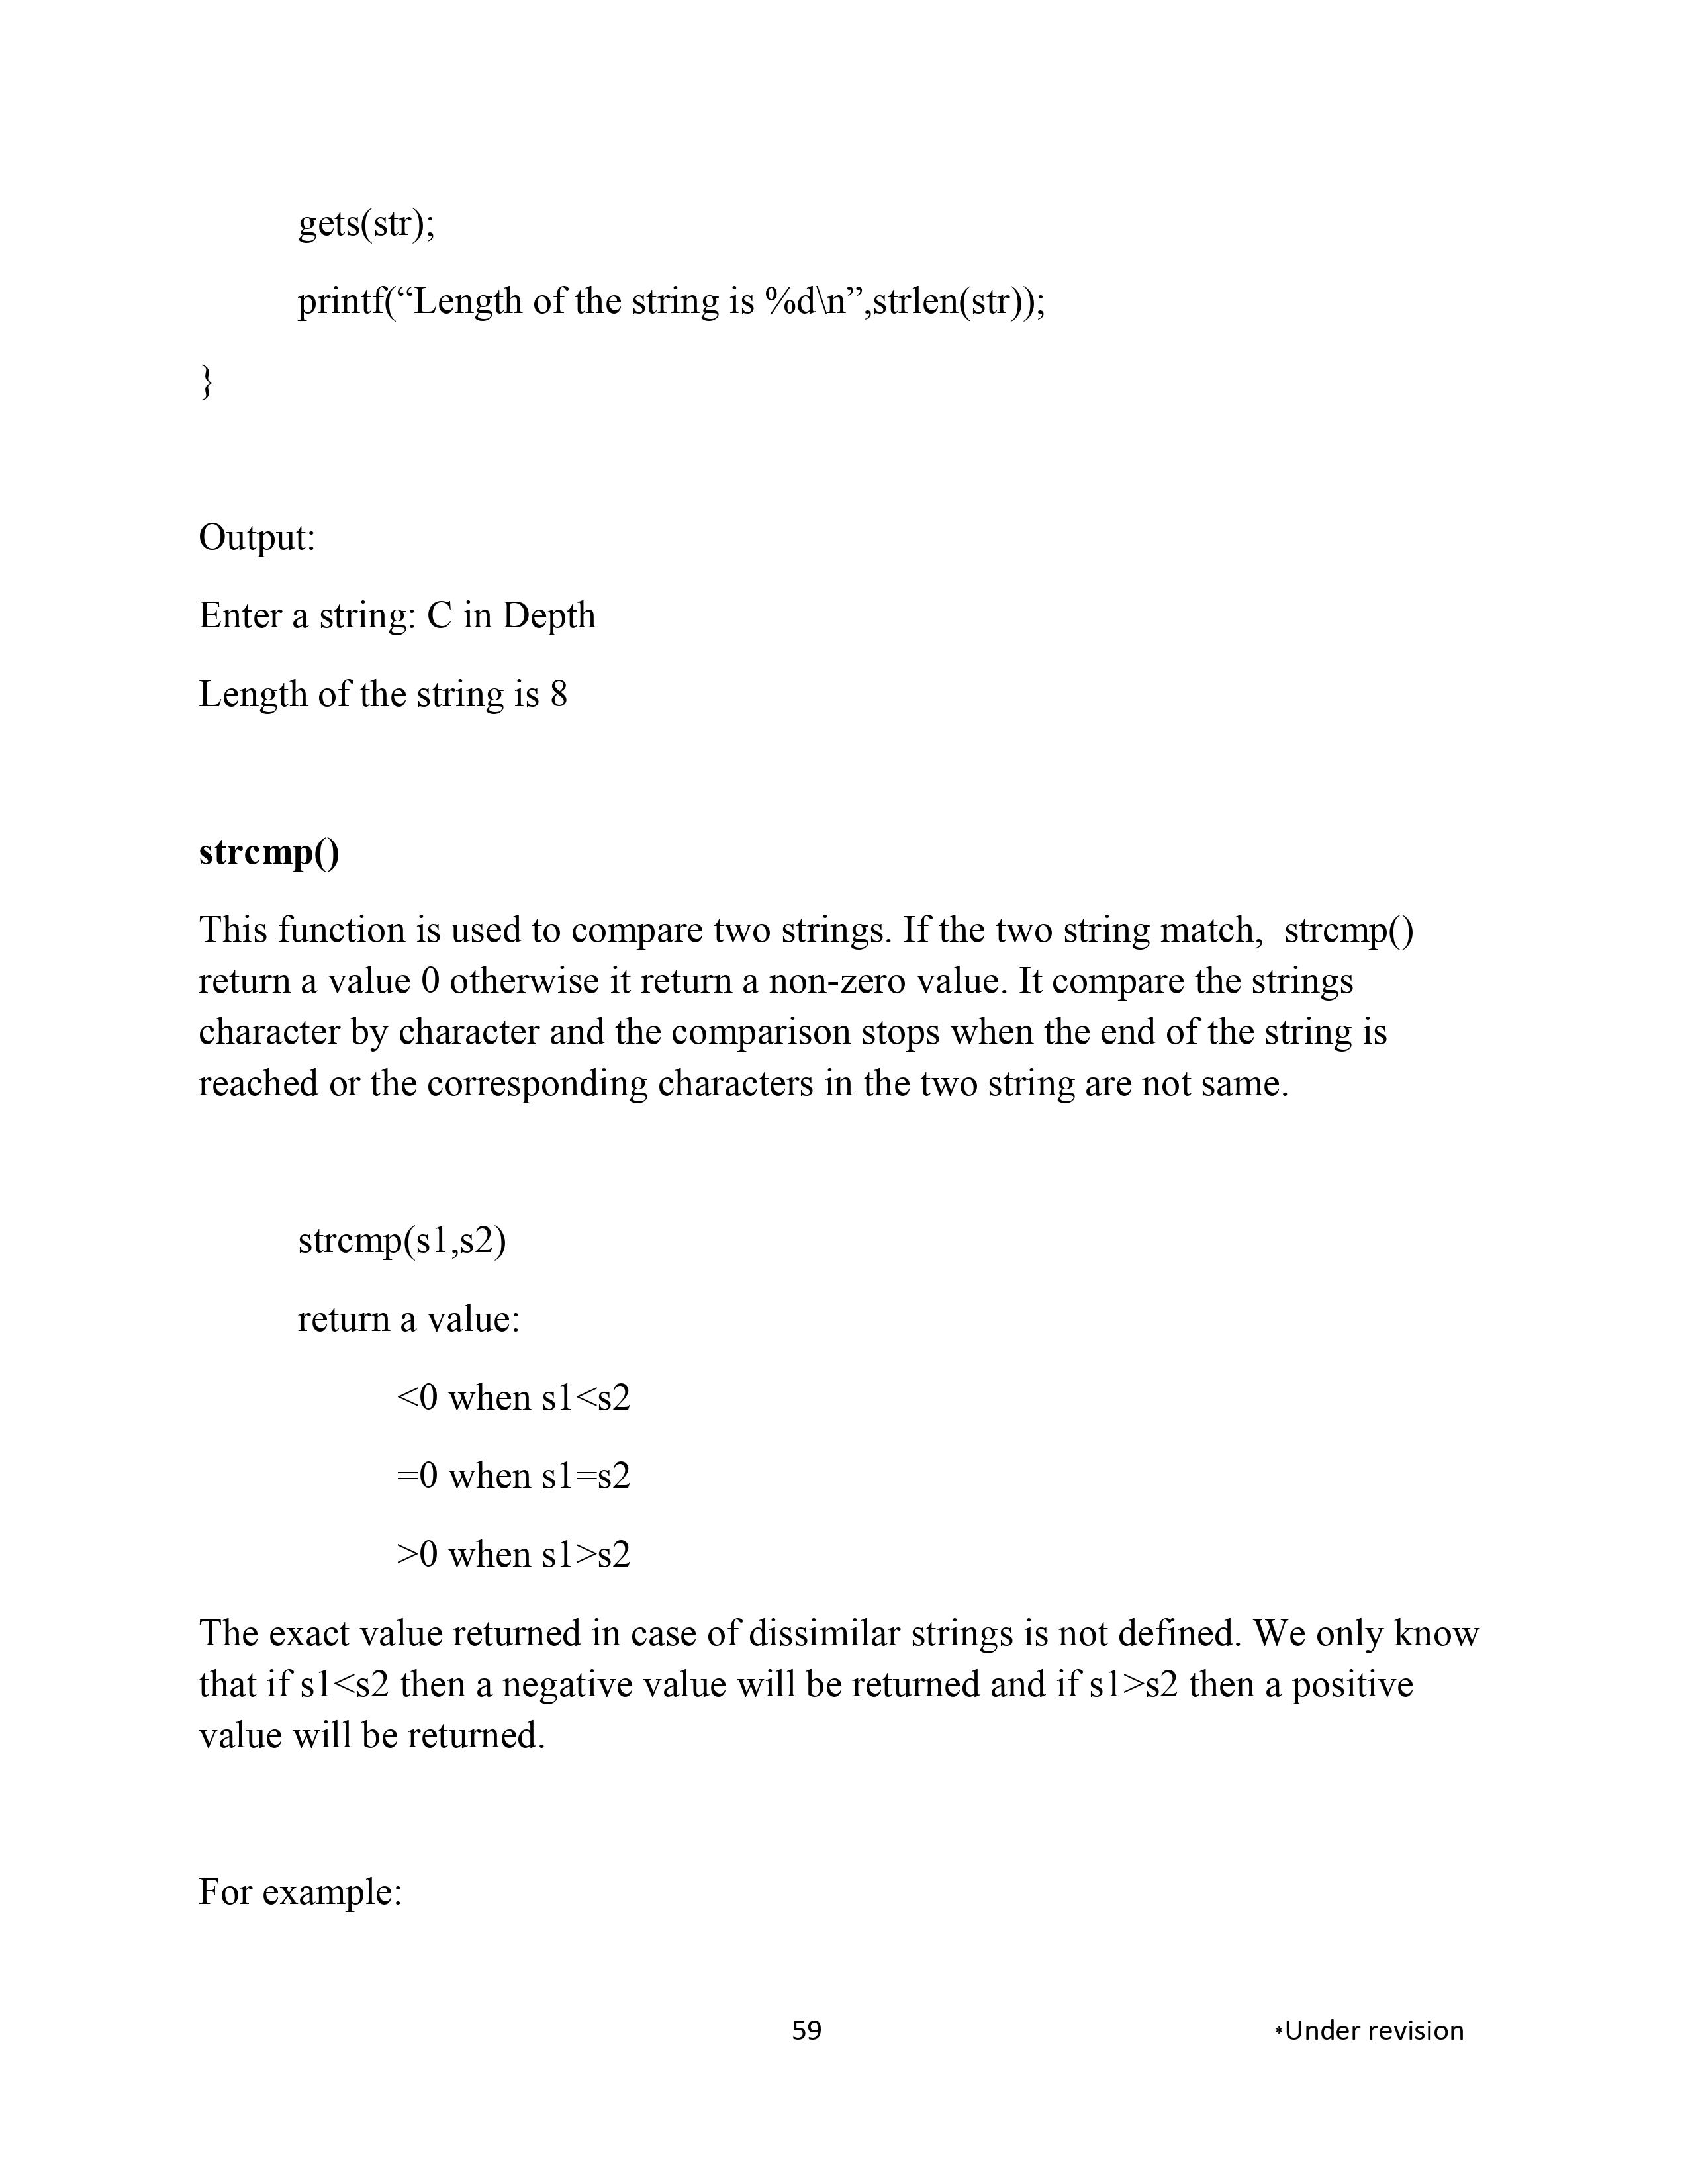 gets(str);
printf(“Length of the string is %d\n”,strlen(str));
}
Output:
Enter a string: C in Depth
Length of the string is 8
strcmp()
This function is used to compare two strings. If the two string match,  strcmp()
return a value 0 otherwise it return a non-zero value. It compare the strings
character by character and the comparison stops when the end of the string is
reached or the corresponding characters in the two string are not same.
strcmp(s1,s2)
return a value:
<0 when s1<s2
=0 when s1=s2
>0 when s1>s2
The exact value returned in case of dissimilar strings is not defined. We only know
that if s1<s2 then a negative value will be returned and if s1>s2 then a positive
value will be returned.
For example:
59 *Under revision